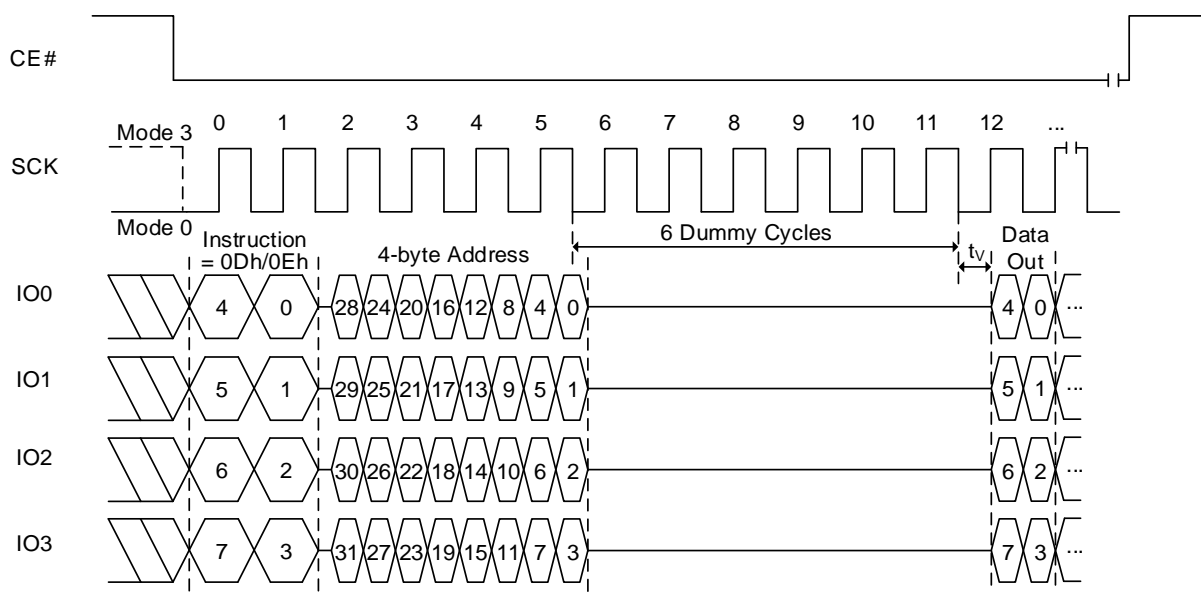 CE#
Mode 3 0 1 2 3 4 5 6 7 8 9 10 11 12 ...
SCK
Mode 0
6 Dummy Cycles
Instruction
= 0Dh/0Eh
4-byte Address
tV
Data
Out
IO0 4 0 28 24 20 16 12 8 4 0 4 0 ...
IO1 5 1 29 25 21 17 13 9 5 1 5 1 ...
IO2 6 2 30 26 22 18 14 10 6 2 6 2 ...
IO3 7 3 31 27 23 19 15 11 7 3 7 3 ...